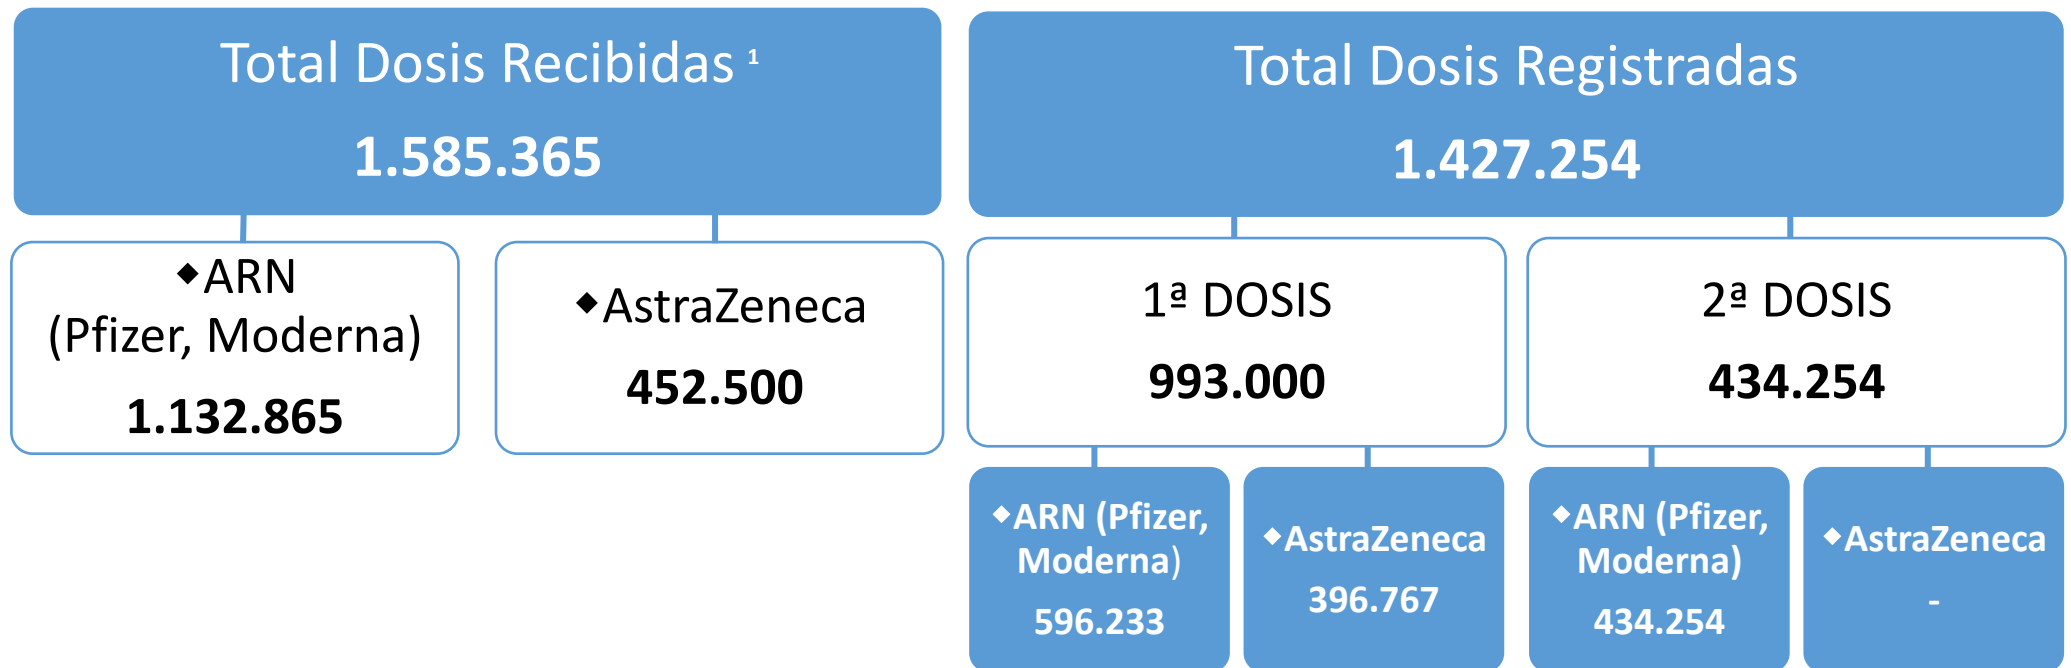 Total Dosis Recibidas ¹
1.585.365
◆ARN
(Pfizer, Moderna)
1.132.865
◆AstraZeneca
452.500
Total Dosis Registradas
1.427.254
1ª DOSIS
993.000
2ª DOSIS
434.254
◆ARN (Pfizer,
Moderna)
596.233
◆AstraZeneca
396.767
◆ARN (Pfizer,
Moderna)
434.254
◆AstraZeneca
-